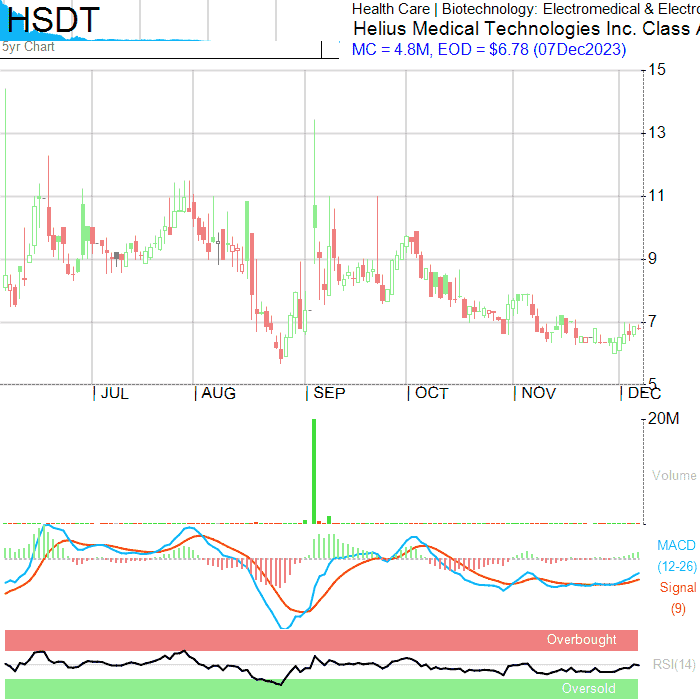 HSDT
5yr Chart
Health Care | Biotechnology: Electromedical & Electro
Helius Medical Technologies Inc. Class A
MC = 4.8M, EOD = $6.78 (07Dec2023)
15
13
11
9
7
5
JUL AUG SEP OCT NOV DEC
20M
Volume
MACD
(12-26)
Signal
(9)
Overbought
RSI(14)
Oversold